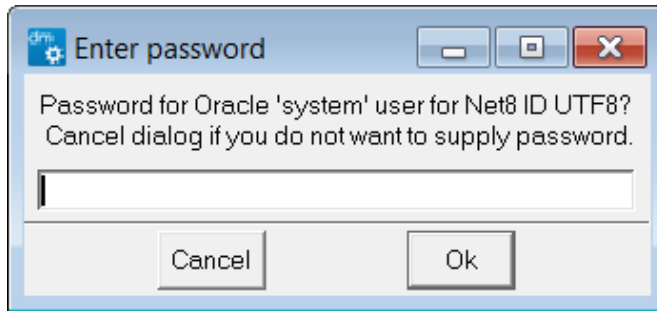 dm
Enter password
Password for Oracle 'system' user for Net8 ID UTF8?
Cancel dialog if you do not want to supply password.
Cancel
Ok